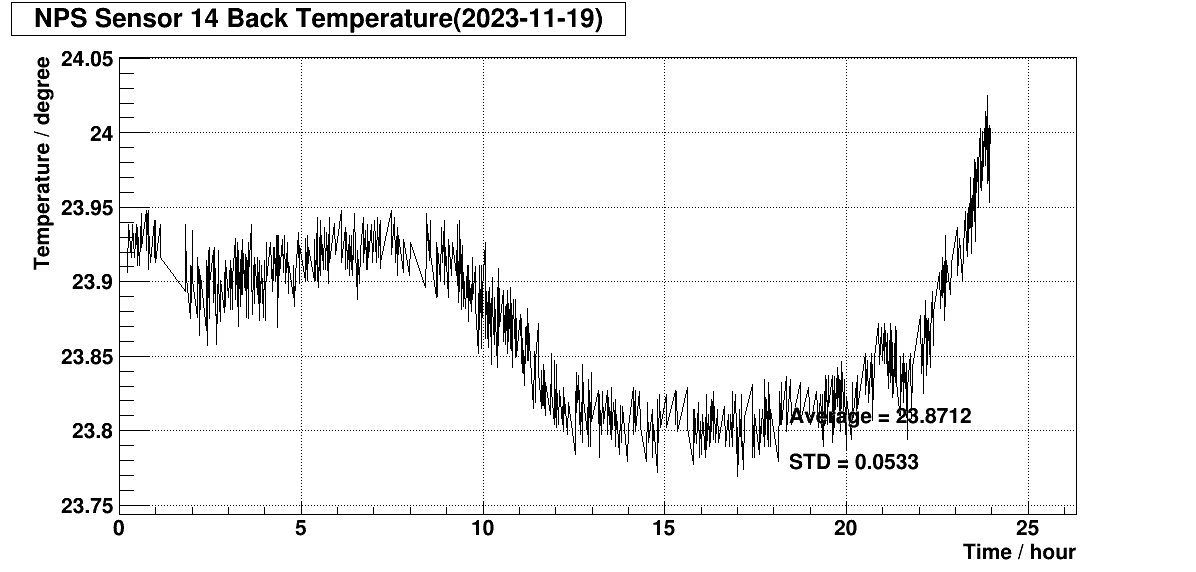 NPS Sensor 14 Back Temperature(2023-11-19)
Temperature / degree
24.05
24
23.95
23.9
23.85
23.8
23.75
Average = 23.8712
STD = 0.0533
0 5 10 15 20 25
Time / hour